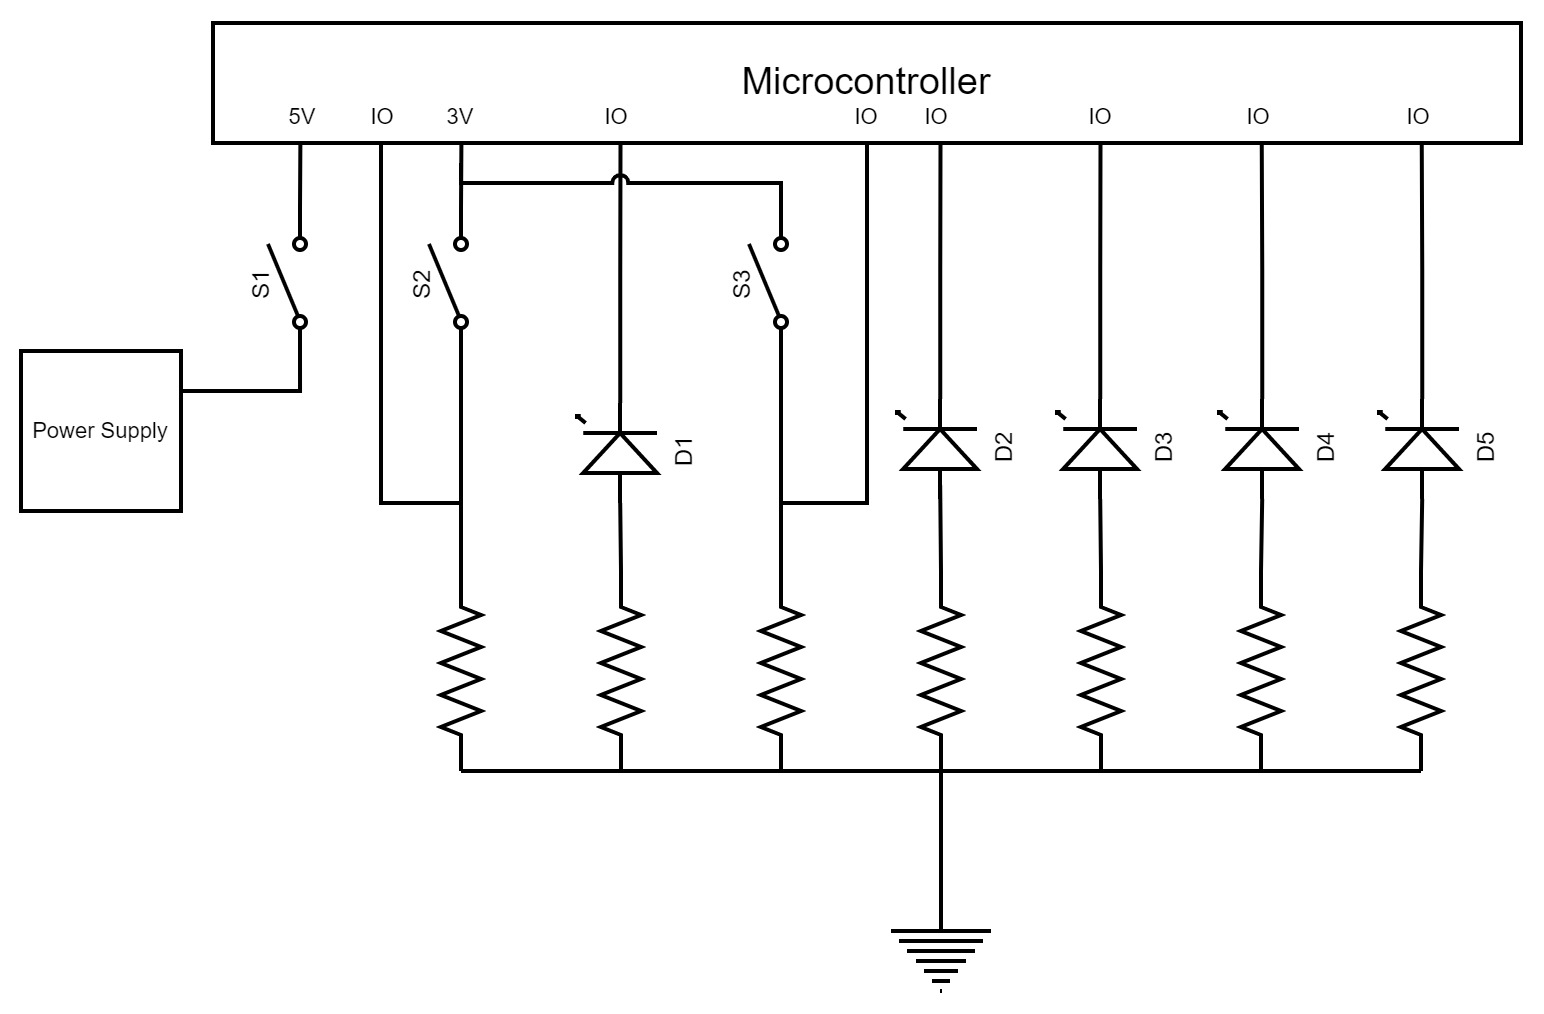 Microcontroller
5V
IO
3V
IO
IO
IO
IO
IO
IO
S1
S2
S3
Power Supply
D1
D2
D3
D4
D5